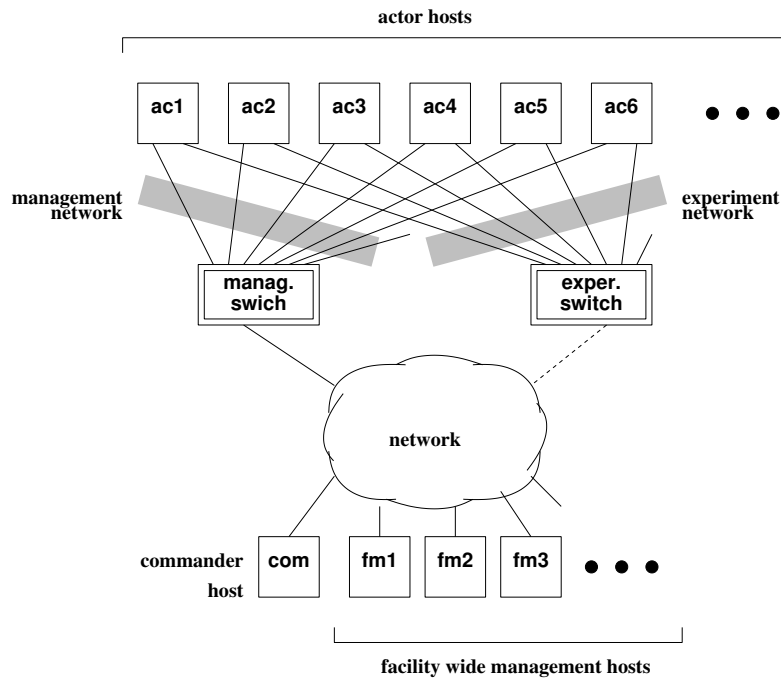 actor hosts
ac1
ac2
ac3
ac4
ac5
ac6
management
network
experiment
network
manag.
swich
exper.
switch
network
commander
host
com
fm1
fm2
fm3
facility wide management hosts